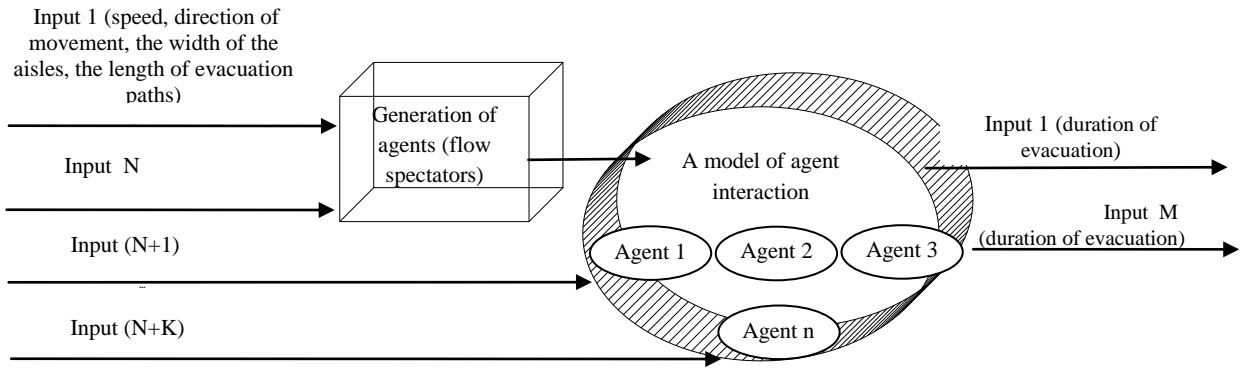 Input 1 (speed, direction of
movement, the width of the
aisles, the length of evacuation
paths)
Input N
Input (N+1)
...
Input (N+K)
Generation of
agents (flow
spectators)
A model of agent
interaction
Agent 1
Agent 2
Agent 3
Agent n
Input 1 (duration of
evacuation)
Input M
(duration of evacuation)